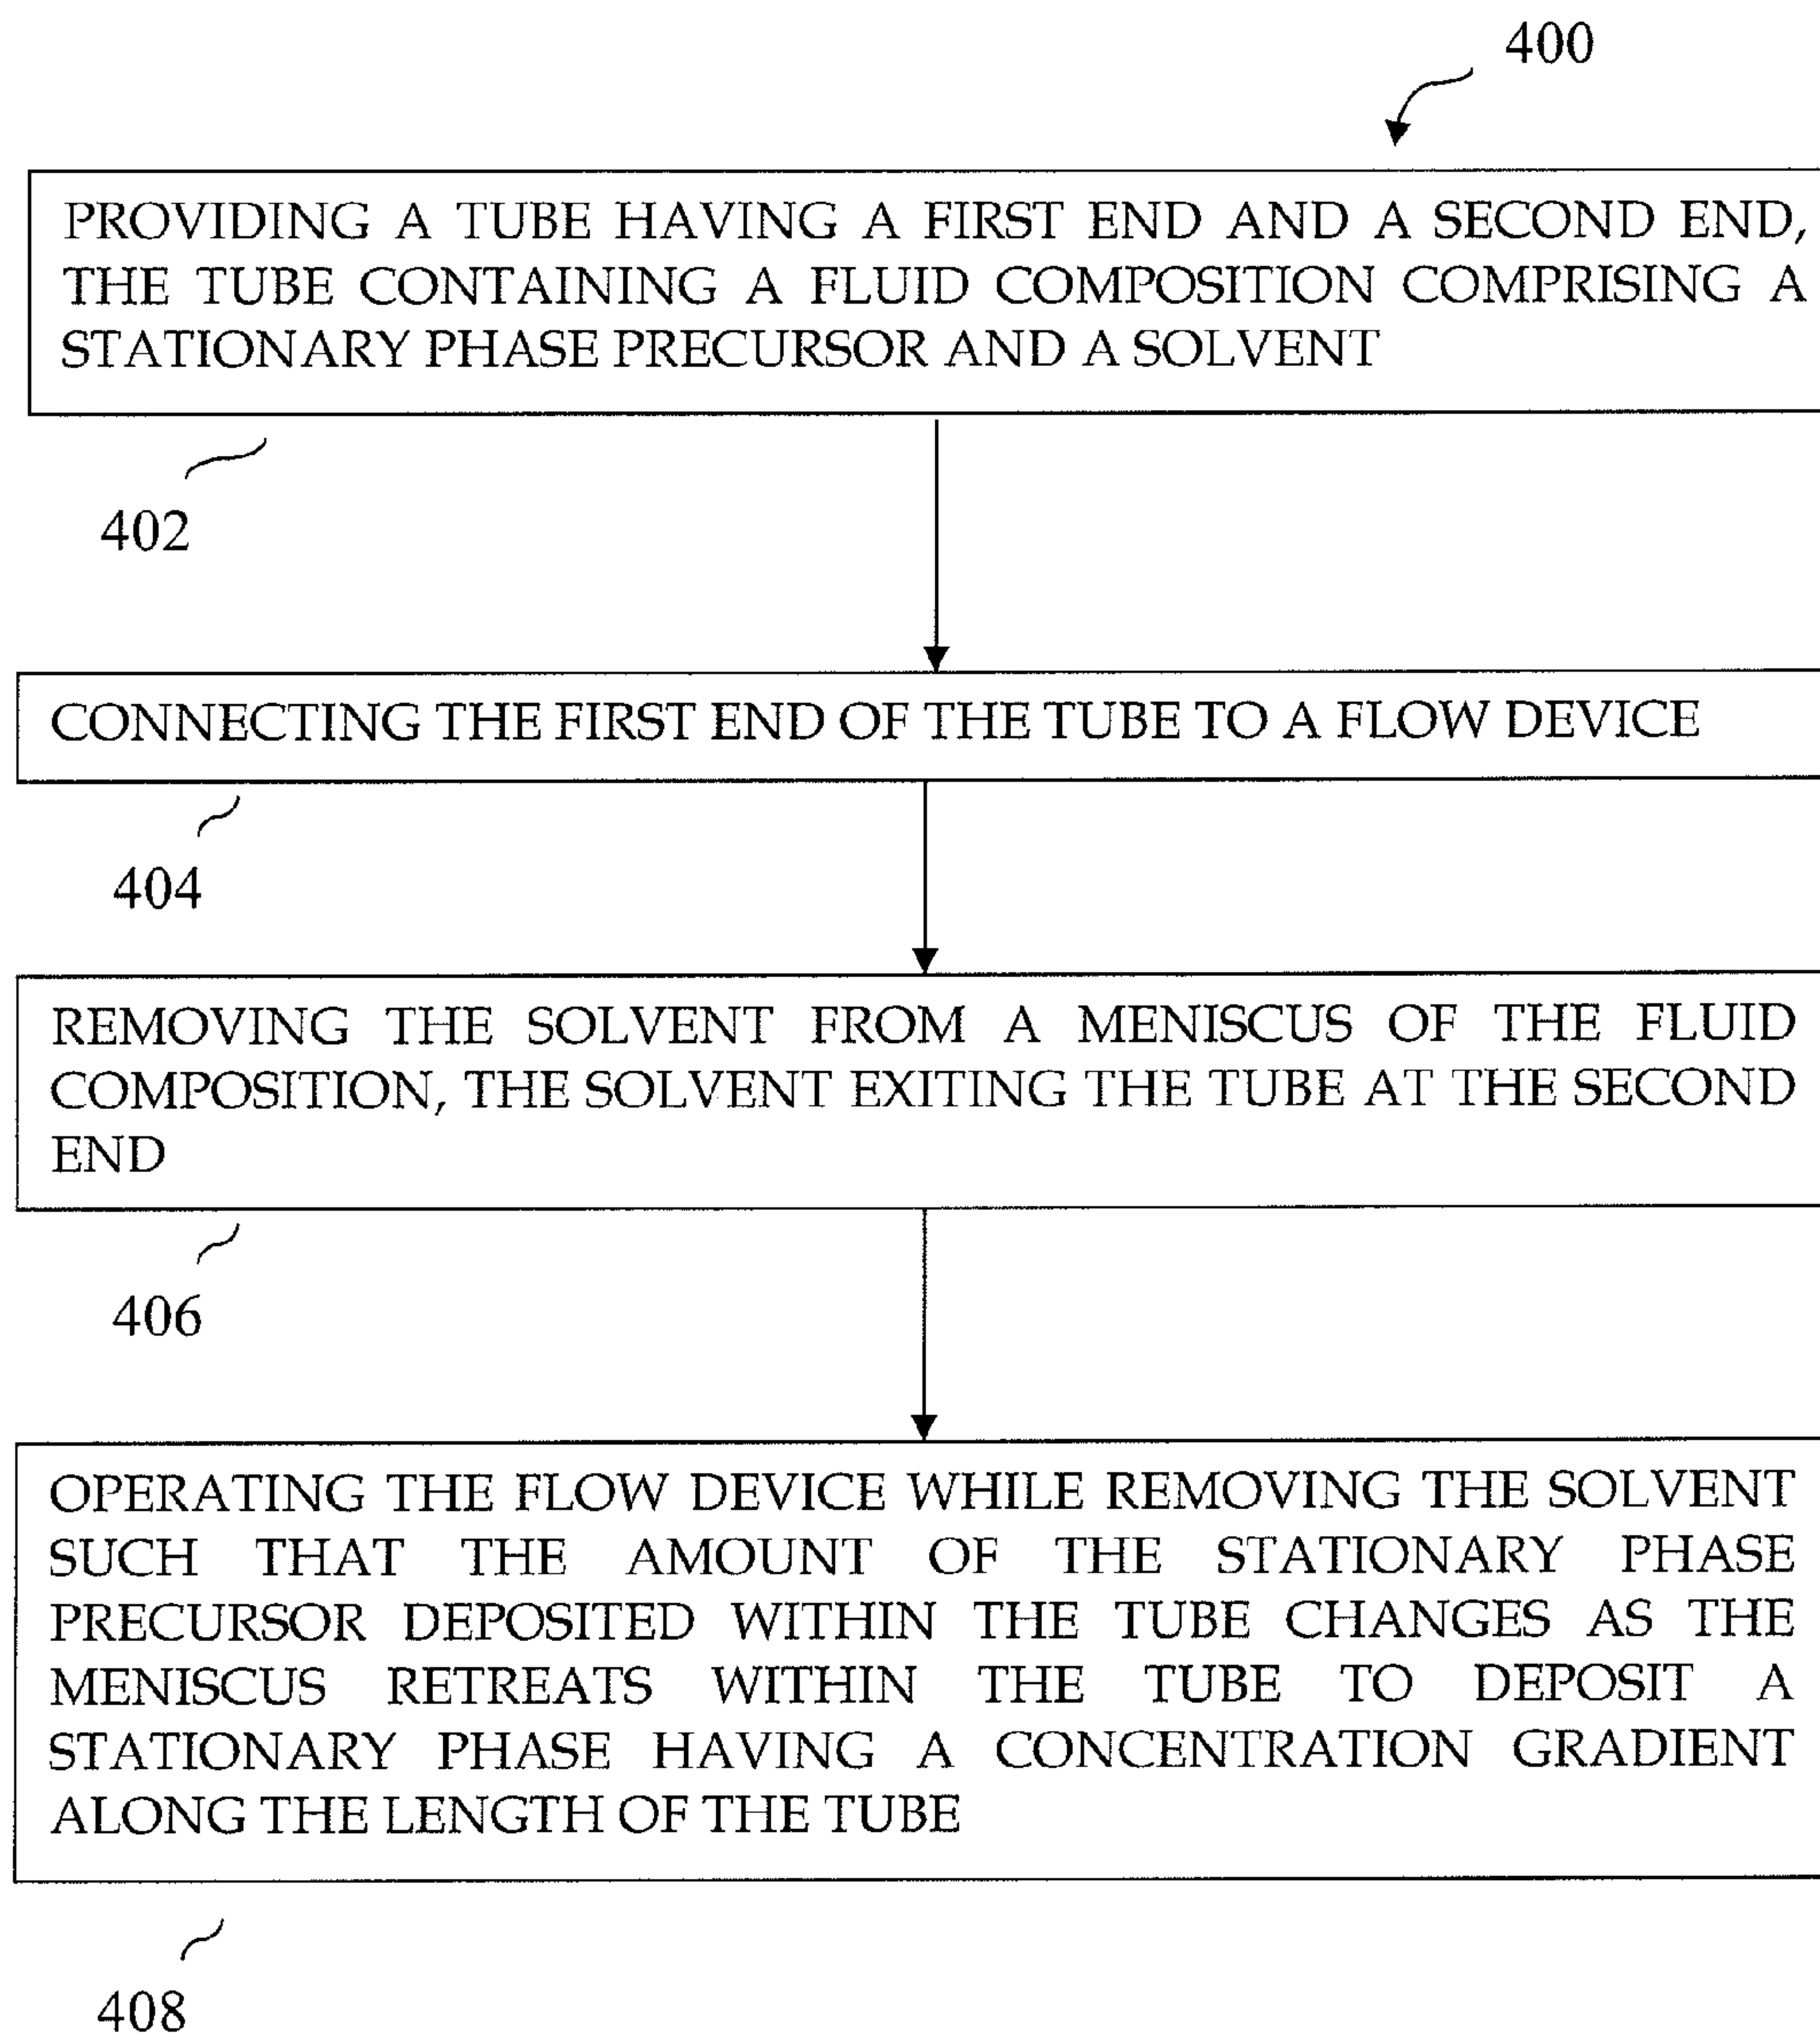 400
PROVIDING A TUBE HAVING A FIRST END AND A SECOND END,
THE TUBE CONTAINING A FLUID COMPOSITION COMPRISING A
STATIONARY PHASE PRECURSOR AND A SOLVENT
402
CONNECTING THE FIRST END OF THE TUBE TO A FLOW DEVICE
404
REMOVING THE SOLVENT FROM A MENISCUS OF THE FLUID
COMPOSITION, THE SOLVENT EXITING THE TUBE AT THE SECOND
END
406
OPERATING THE FLOW DEVICE WHILE REMOVING THE SOLVENT
SUCH THAT THE AMOUNT OF THE STATIONARY PHASE
PRECURSOR DEPOSITED WITHIN THE TUBE CHANGES AS THE
MENISCUS RETREATS WITHIN THE TUBE TO DEPOSIT A
STATIONARY PHASE HAVING A CONCENTRATION GRADIENT
ALONG THE LENGTH OF THE TUBE
408